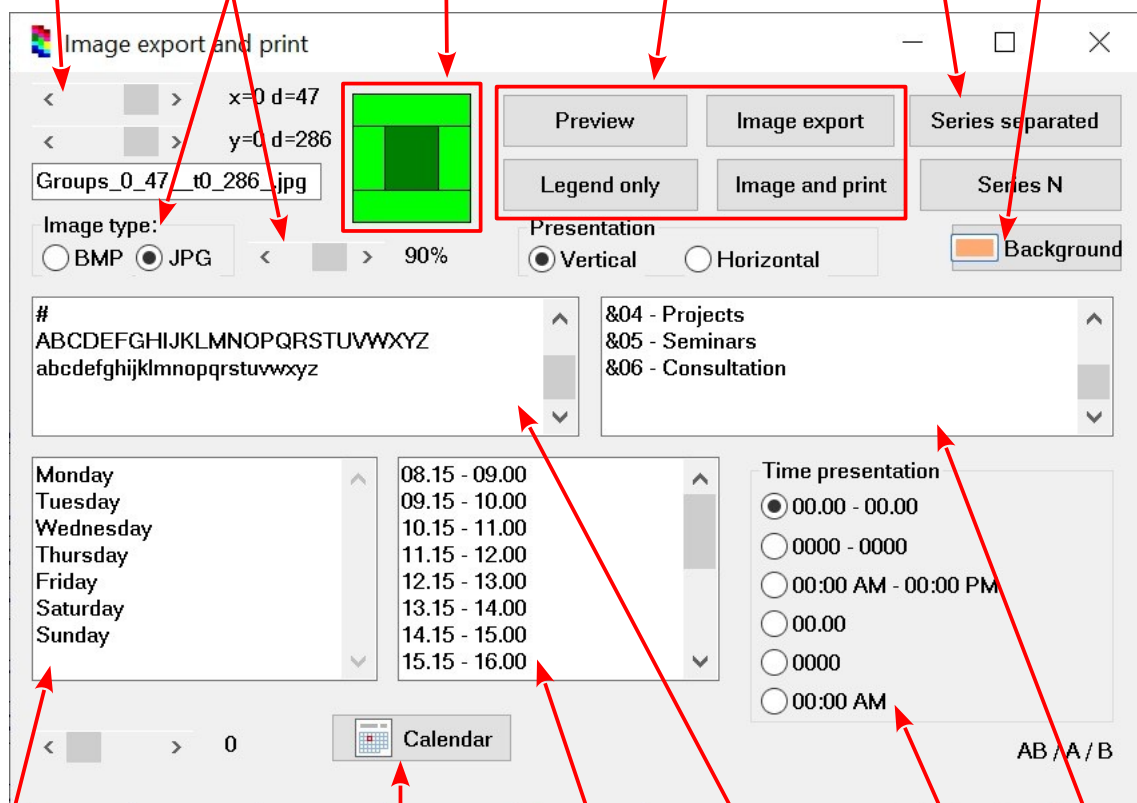 Image export and print
x=0 d=47
y=0 d=286
Groups_0_47__t0_286_.jpg
Preview
Image export
Series separated
Legend only
Image and print
Series N
Image type:
BMP
JPG
90%
Presentation
Vertical
Horizontal
Background
#
ABCDEFGHIJKLMNOPQRSTUVWXYZ
abcdefghijklmnopqrstuvwxyz
&04 - Projects
&05 - Seminars
&06 - Consultation
Monday
Tuesday
Wednesday
Thursday
Friday
Saturday
Sunday
08.15 - 09.00
09.15 - 10.00
10.15 - 11.00
11.15 - 12.00
12.15 - 13.00
13.15 - 14.00
14.15 - 15.00
15.15 - 16.00
Time presentation
00.00 - 00.00
0000 - 0000
00:00 AM - 00:00 PM
00.00
0000
00:00 AM
0
Calendar
AB / A / B